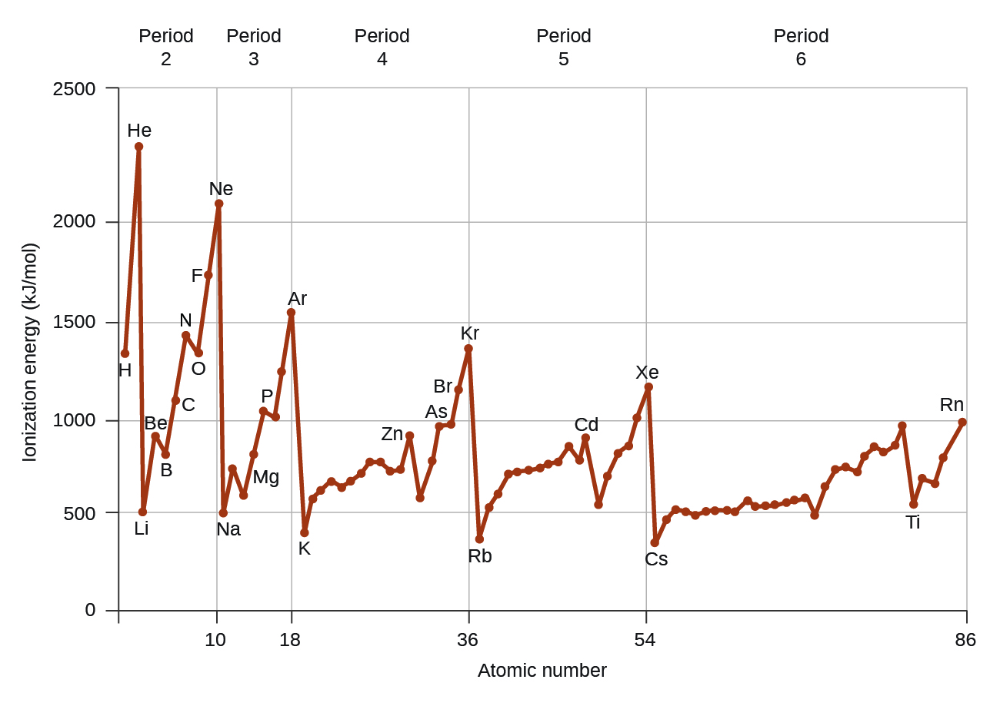 Period Period Period Period Period
2 3 4 5 6
2500
He
Ne
2000
F
Ar
N
1500
Kr
H
O
Xe
Br
P
C
As
Rn
Be
1000
Zn
Cd
B
Mg
500
Li
Na
Ti
K
Rb
Cs
0
10 18 36 54 86
Atomic number
Ionization energy (kJ/mol)